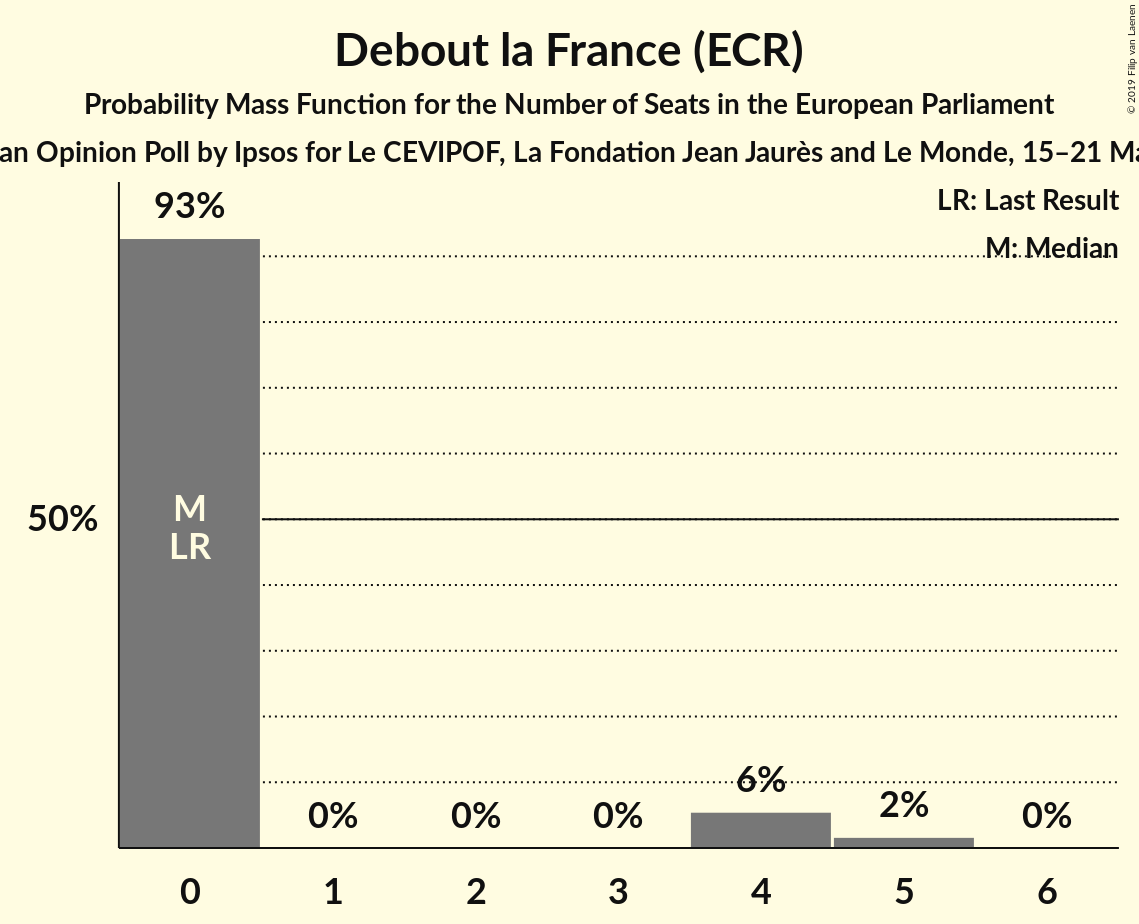 Debout la France (ECR)
Probability Mass Function for the Number of Seats in the European Parliament
an Opinion Poll by Ipsos for Le CEVIPOF, La Fondation Jean Jaurès and Le Monde, 15–21 Ma
© 2019 Filip van Laenen
LR: Last Result
M: Median
93%
50%
M
LR
0%
0%
0%
6%
2%
0%
0 1 2 3 4 5 6